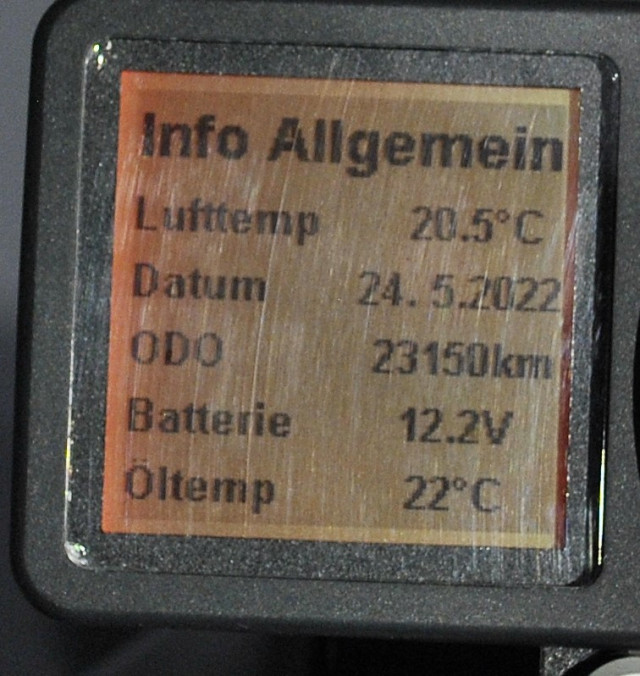 Info Allgemein
Lufttemp 20.5°C
Datum 24. 5.2022
ODO 23150km
Batterie 12.2V
Öltemp 22°C